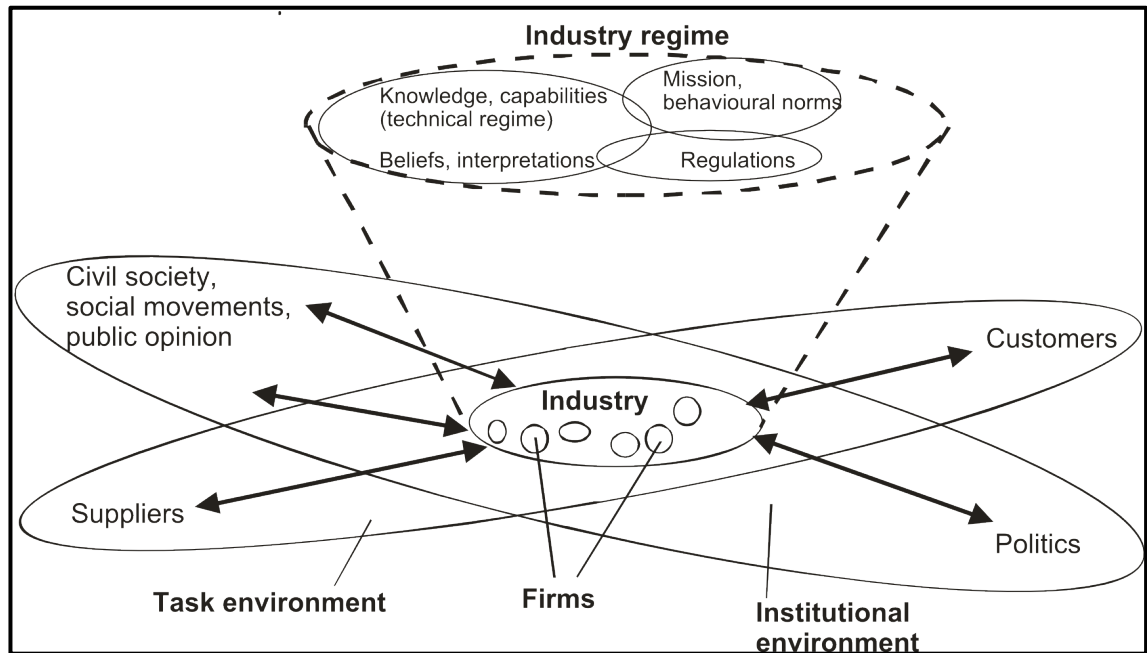 Industry regime
Knowledge, capabilities
(technical regime)
Mission,
behavioural norms
Beliefs, interpretations
Regulations
Civil society,
social movements,
public opinion
Customers
Industry
Suppliers
Politics
Task environment
Firms
Institutional
environment